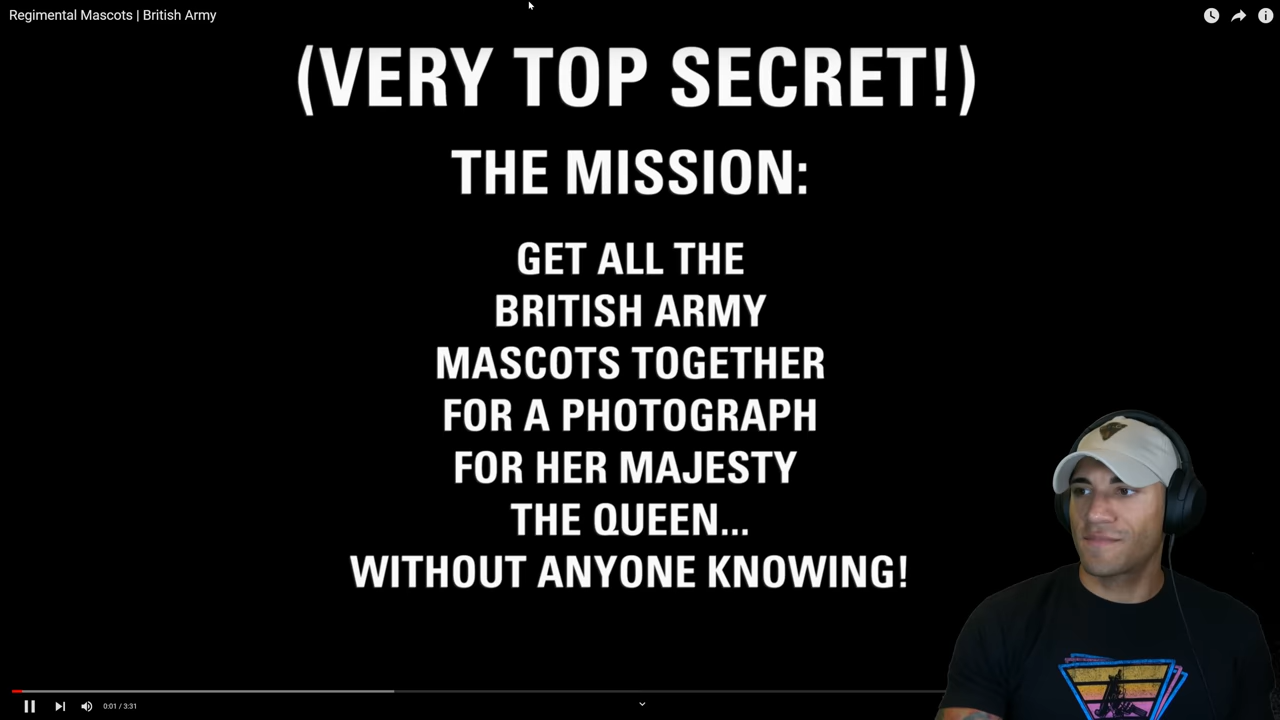 Regimental Mascots | British Army
(VERY TOP SECRET!)
THE MISSION:
GET ALL THE
BRITISH ARMY
MASCOTS TOGETHER
FOR A PHOTOGRAPH
FOR HER MAJESTY
THE QUEEN...
WITHOUT ANYONE KNOWING!
0:01 / 3:31